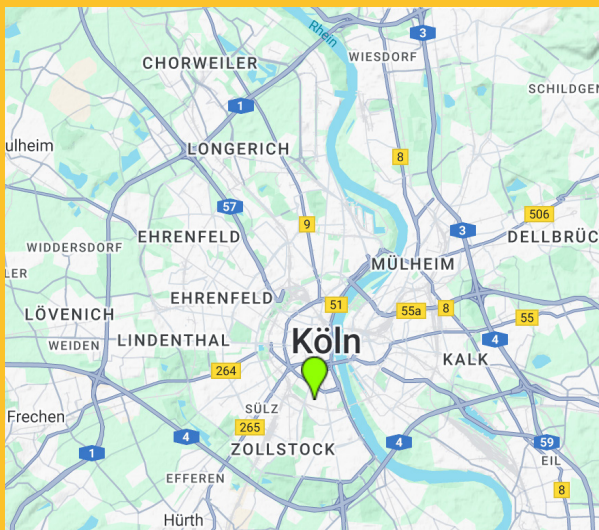 Rhein
3
WIESDORF
CHORWEILER
SCHILDGEN
1
ulheim
LONGERICH
8
57
506
9
3
EHRENFELD
DELLBRÜC
WIDDERSDORF
MÜLHEIM
LER
EHRENFELD
51
8
55a
55
LÖVENICH
LINDENTHAL
Köln
4
WEIDEN
KALK
264
SÜLZ
Frechen
265
4
4
59
ZOLLSTOCK
1
EIL
EFFEREN
8
Hürth